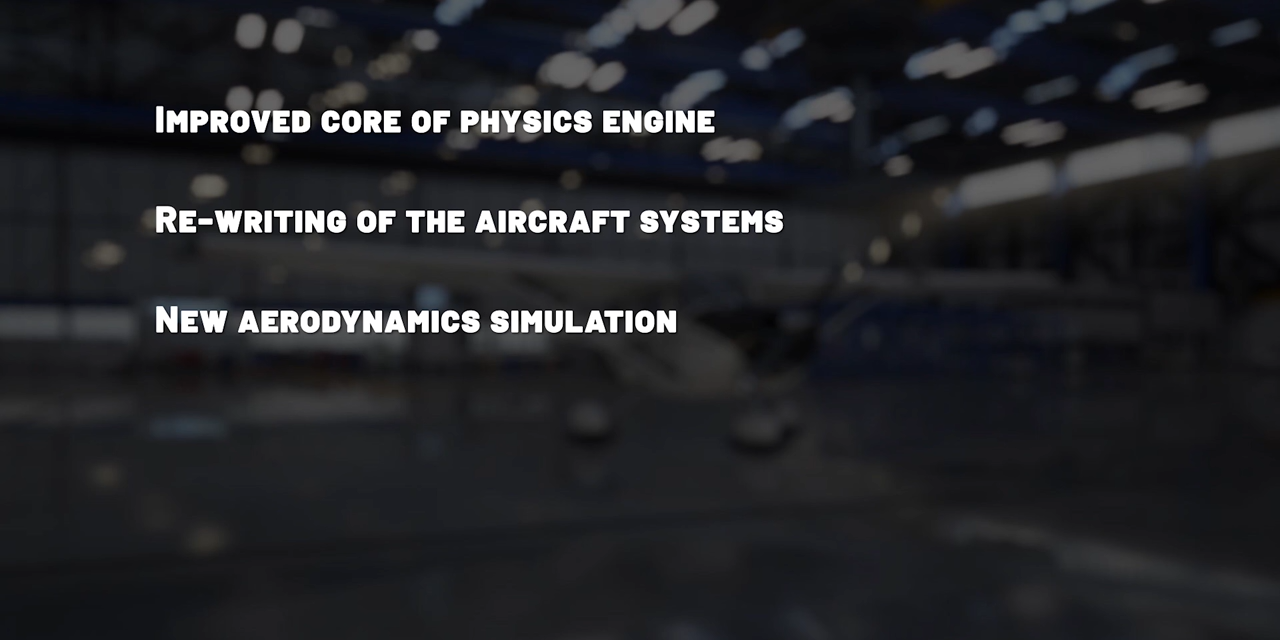 Improved core of physics engine
Re-writing of the aircraft systems
New aerodynamics simulation